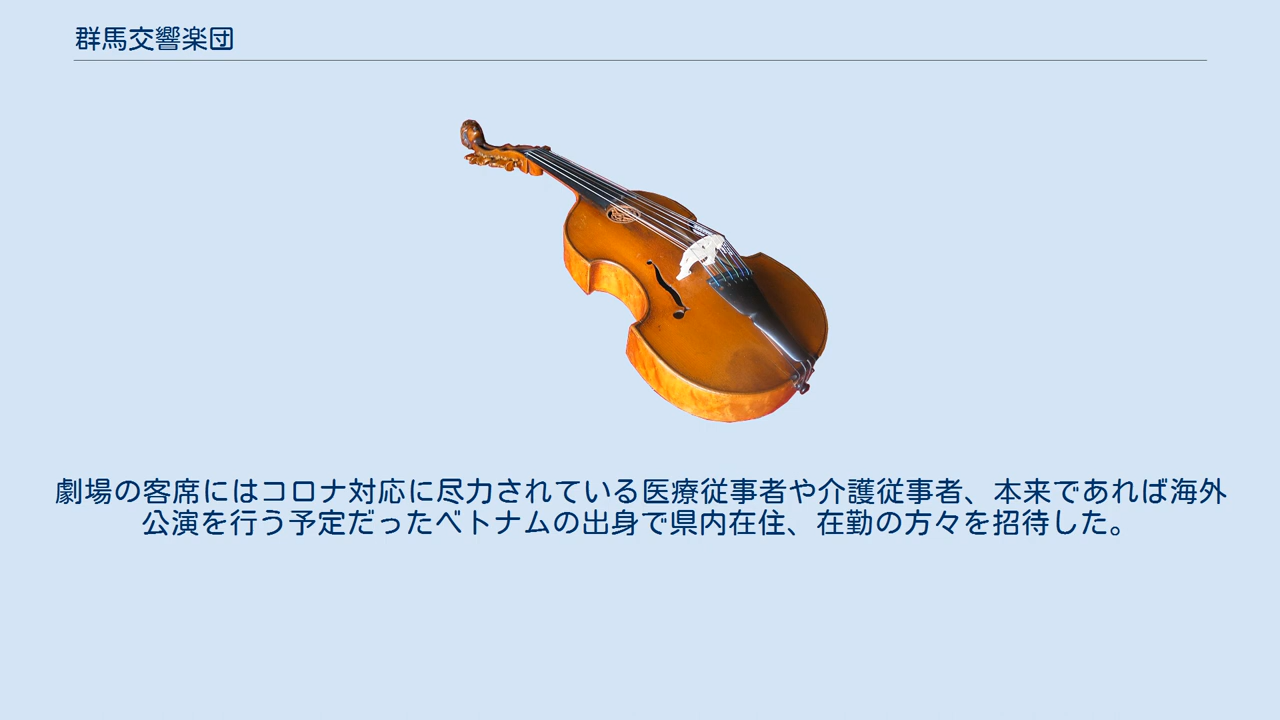 群馬交響楽団
劇場の客席にはコロナ対応に尽力されている医療従事者や介護従事者、本来であれば海外
公演を行う予定だったベトナムの出身で県内在住、在勤の方々を招待した。